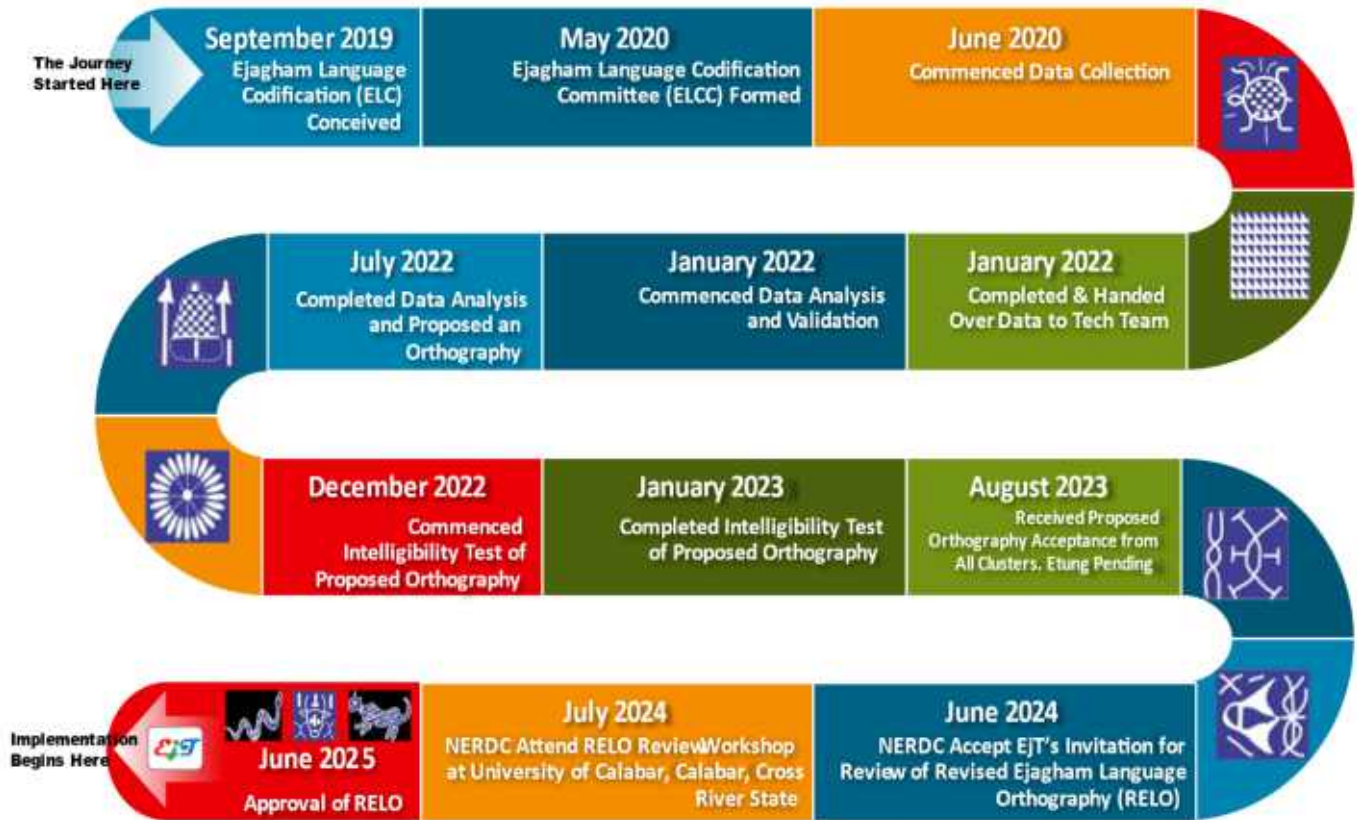 The Journey
Started Here
September 2019
Ejagham Language
Codification (ELC)
Conceived
May 2020
Ejagham Language Codification
Committee (ELCC) Formed
June 2020
Commenced Data Collection
January 2022
Completed & Handed
Over Data to Tech Team
January 2022
Commenced Data Analysis
and Validation
July 2022
Completed Data Analysis
and Proposed an
Orthography
December 2022
Commenced
Intelligibility Test of
Proposed Orthography
January 2023
Completed Intelligibility Test
of Proposed Orthography
August 2023
Received Proposed
Orthography Acceptance from
All Clusters. Etung Pending
June 2024
NERDC Accept EjT's Invitation for
Review of Revised Ejagham Language
Orthography (RELO)
July 2024
NERDC Attend RELO Review Workshop
at University of Calabar, Calabar, Cross
River State
June 2025
Approval of RELO
EjT
Implementation
Begins Here